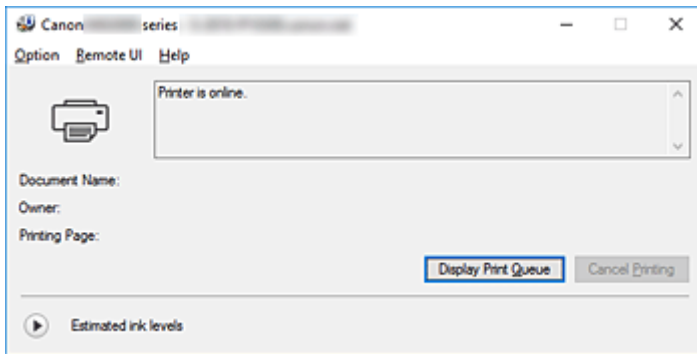 Canon series
Option Remote UI Help
Printer is online.
Document Name:
Owner:
Printing Page:
Display Print Queue Cancel Printing
Estimated ink levels